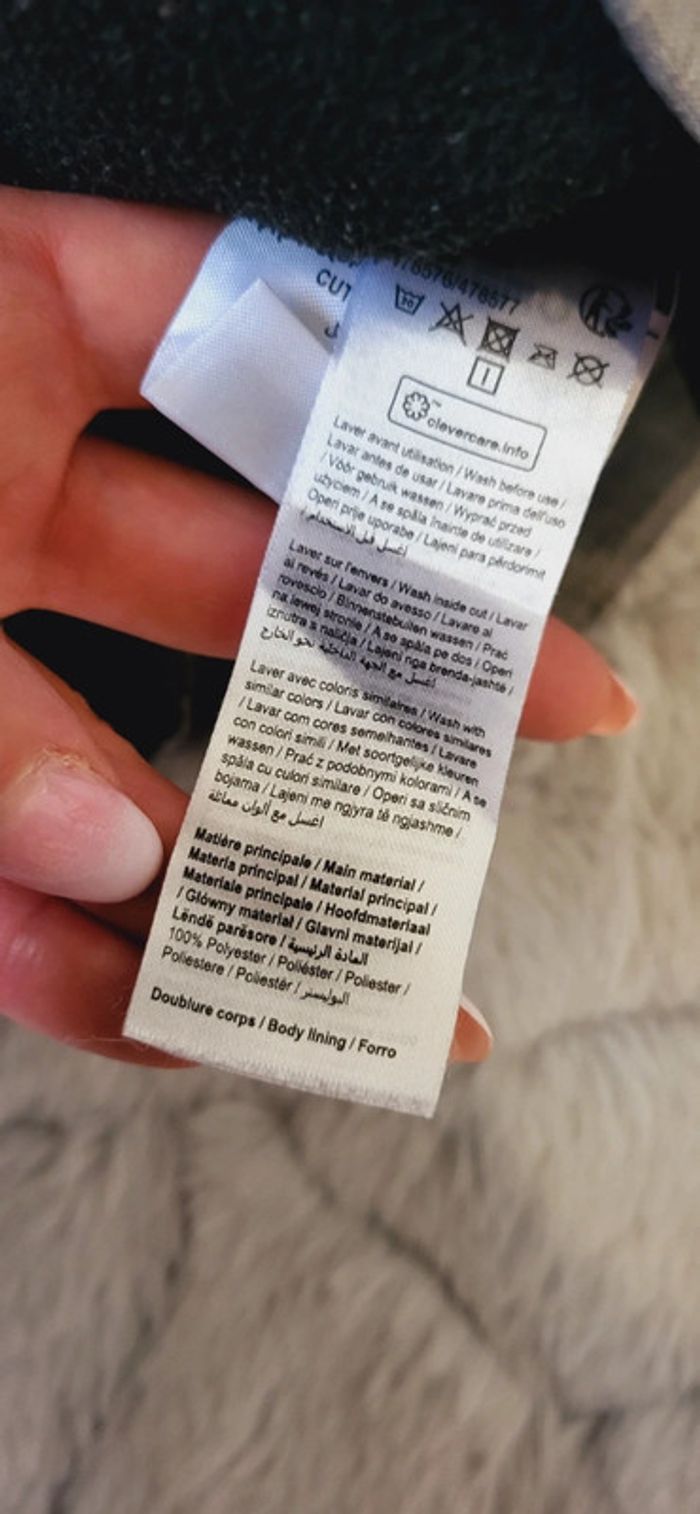 CUT
478576/478577
30
clevercare.info
Laver avant utilisation / Wash before use /
Lavar antes de usar / Lavare prima dell'uso
/ Vóór gebruik wassen / Wyprać przed
użyciem / A se spăla înainte de utilizare /
Operi prije uporabe / Lajeni para përdorimit
/ اغسل قبل الاستخدام
Laver sur l'envers / Wash inside out / Lavar
al revés / Lavar do avesso / Lavare al
rovescio / Binnenstebuiten wassen / Prać
na lewej stronie / A se spăla pe dos / Operi
iznutra s naličja / Lajeni nga brenda-jashtë /
اغسل مع الجهة الداخلية نحو الخارج
Laver avec coloris similaires / Wash with
similar colors / Lavar con colores similares
/ Lavar com cores semelhantes / Lavare
con colori simili / Met soortgelijke kleuren
wassen / Prać z podobnymi kolorami / A se
spăla cu culori similare / Operi sa sličnim
bojama / Lajeni me ngjyra të ngjashme /
اغسل مع ألوان مماثلة
Matière principale / Main material /
Materia principal / Material principal /
Materiale principale / Hoofdmateriaal
/ Główny materiał / Glavni materijal /
Lëndë parësore / المادة الرئيسية
100% Polyester / Poliéster / Poliester /
Poliestere / Poliestër / البوليستر
Doublure corps / Body lining / Forro